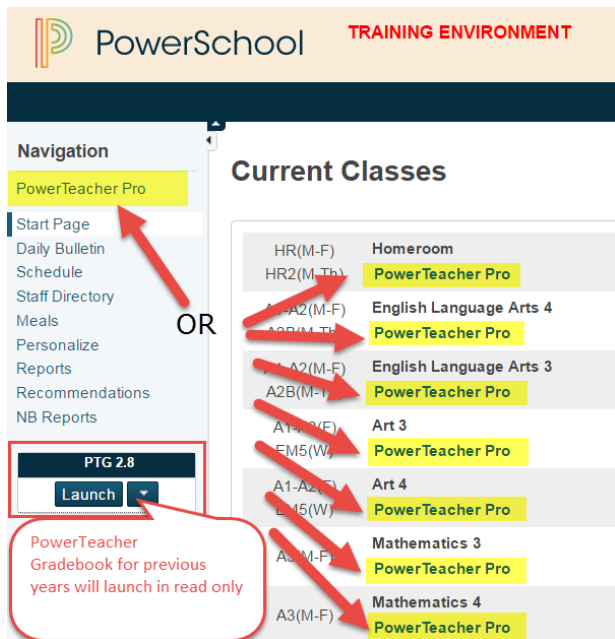 PowerSchool
TRAINING ENVIRONMENT
Navigation
PowerTeacher Pro
Start Page
Daily Bulletin
Schedule
Staff Directory
Meals
Personalize
Reports
Recommendations
NB Reports
PTG 2.8
Launch
PowerTeacher
Gradebook for previous
years will launch in read only
OR
Current Classes
HR(M-F) Homeroom
HR2(M-Th) PowerTeacher Pro
English Language Arts 4
PowerTeacher Pro
English Language Arts 3
PowerTeacher Pro
Art 3
EM5(W) PowerTeacher Pro
Art 4
PowerTeacher Pro
Mathematics 3
PowerTeacher Pro
Mathematics 4
A3(M-F)
PowerTeacher Pro